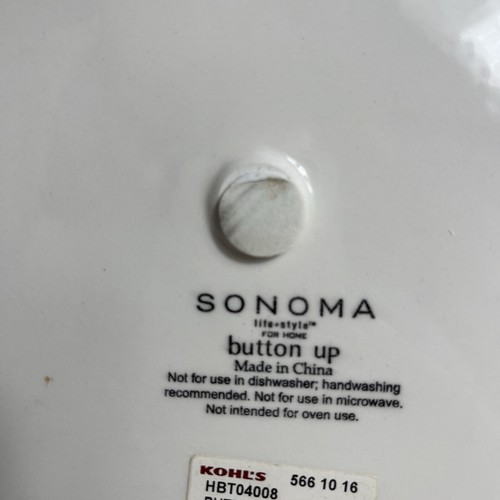 SONOMA
life+style™
FOR HOME
button up
Made in China
Not for use in dishwasher; handwashing
recommended. Not for use in microwave.
Not intended for oven use.
KOHL'S 566 10 16
HBT04008